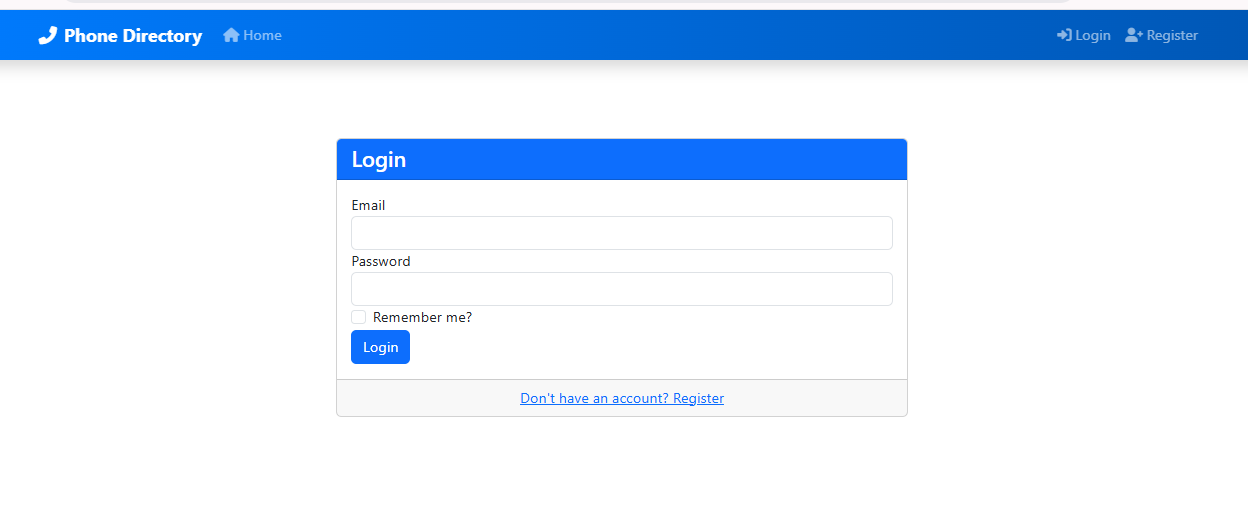 Phone Directory Home Login Register
Login
Email
Password
Remember me?
Login
Don't have an account? Register